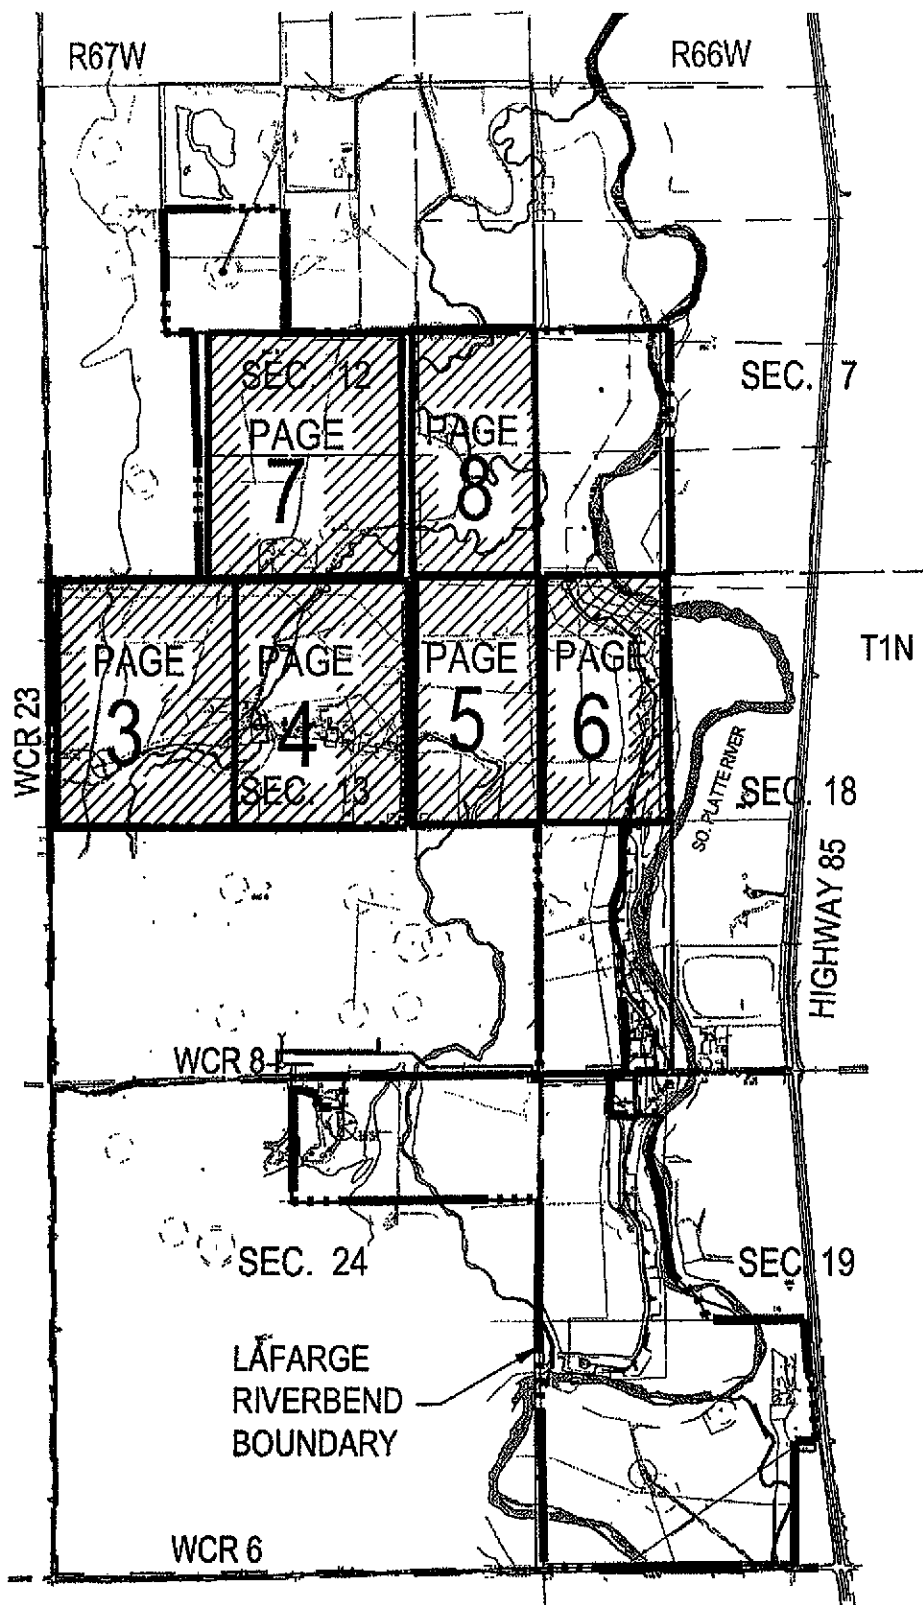 R67W
R66W
SEC. 12
SEC. 7
PAGE
7
PAGE
8
T1N
PAGE
3
PAGE
4
PAGE
5
PAGE
6
WCR 23
SEC. 13
SO. PLATTE RIVER
SEC. 18
HIGHWAY 85
WCR 8
SEC. 24
SEC. 19
LAFARGE
RIVERBEND
BOUNDARY
WCR 6